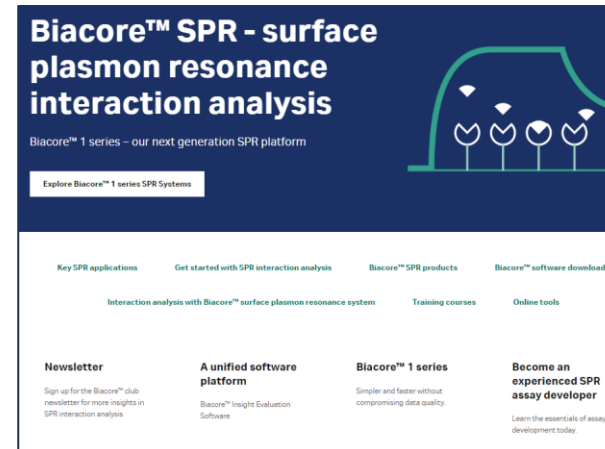 Biacore™ SPR - surface
plasmon resonance
interaction analysis
Biacore™ 1 series – our next generation SPR platform
Explore Biacore™ 1 series SPR Systems
Key SPR applications
Get started with SPR interaction analysis
Biacore™ SPR products
Biacore™ software download
Interaction analysis with Biacore™ surface plasmon resonance system
Training courses
Online tools
Newsletter
Sign up for the Biacore™ club
newsletter for more insights in
SPR interaction analysis
A unified software
platform
Biacore™ Insight Evaluation
Software
Biacore™ 1 series
Simpler and faster without
compromising data quality.
Become an
experienced SPR
assay developer
Learn the essentials of assay
development today.